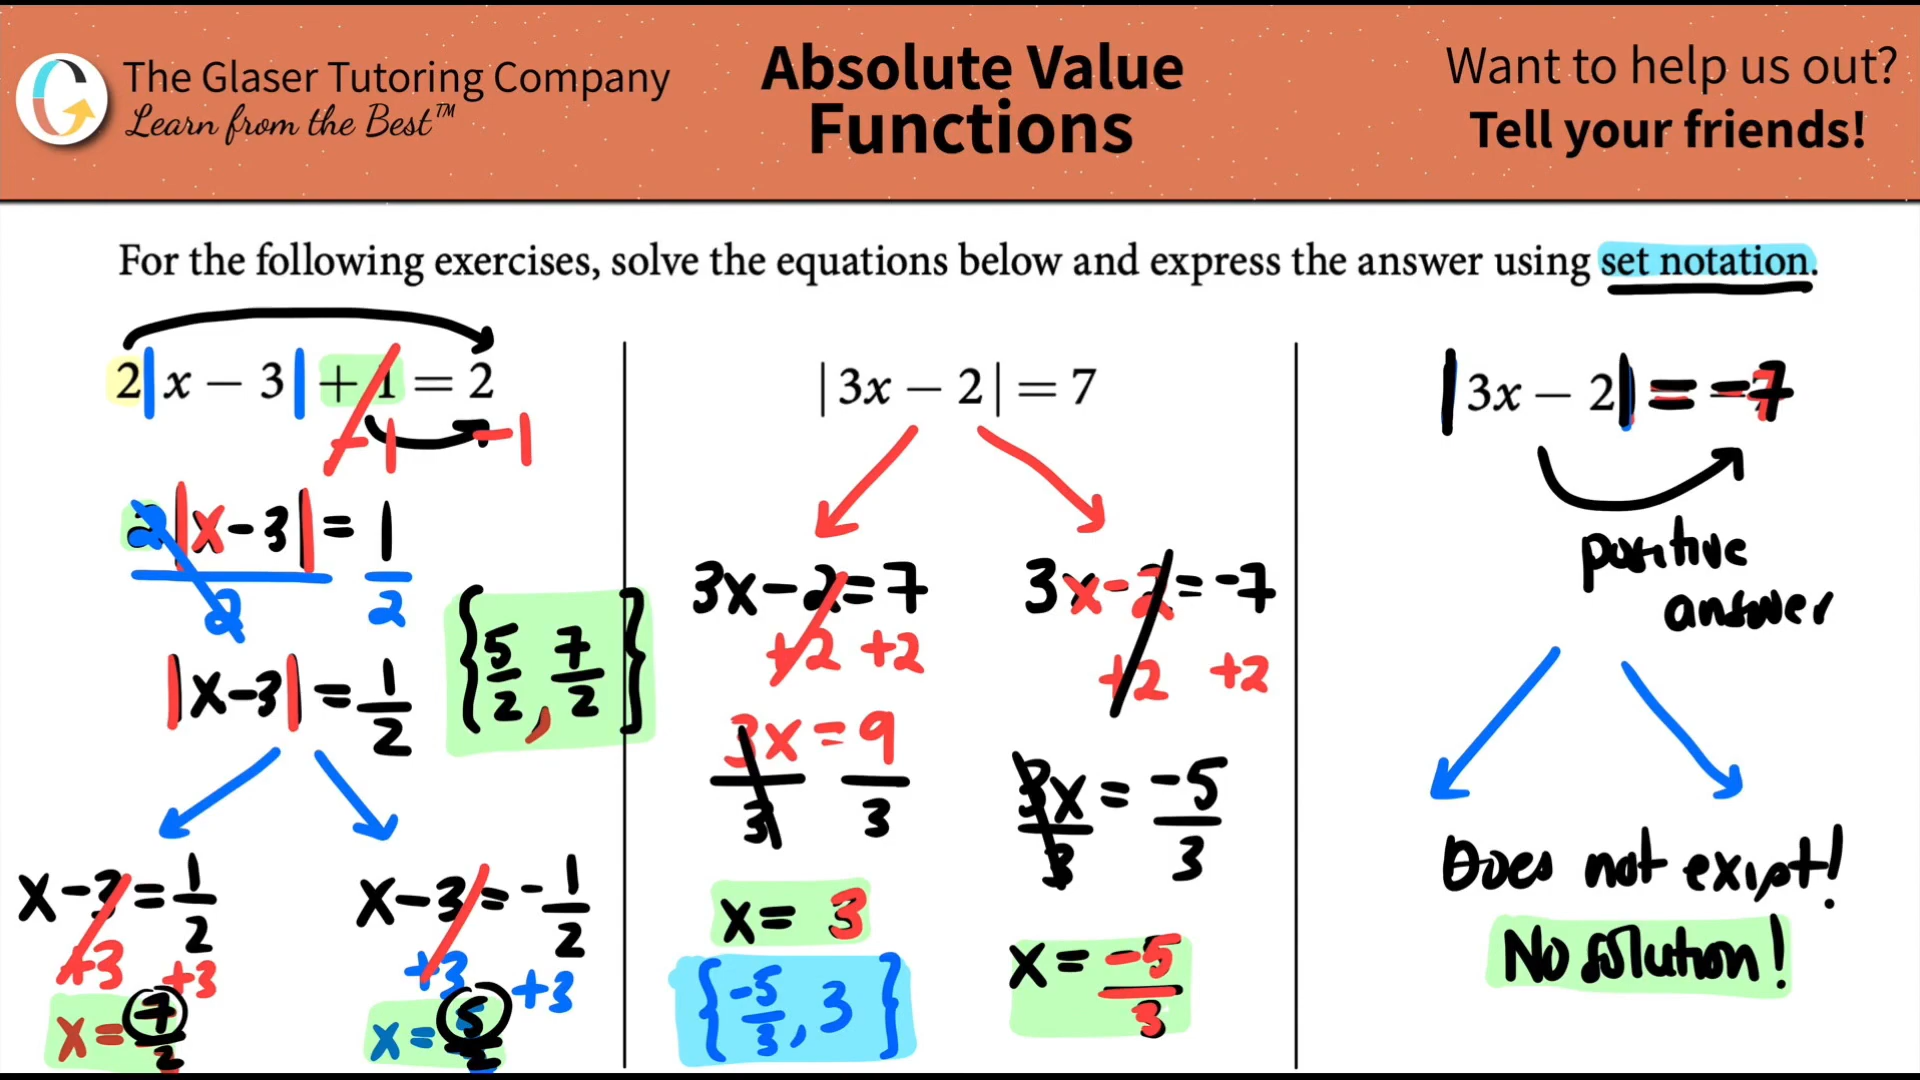 The Glaser Tutoring Company
Learn from the Best™
Absolute Value
Functions
Want to help us out?
Tell your friends!
For the following exercises, solve the equations below and express the answer using set notation.
2|x − 3| + 1 = 2
−1 −1
2|x-3| = 1
2 2
|x-3| = 1/2
{5/2, 7/2}
x-3 = 1/2
+3 +3
x = 7/2
x-3 = -1/2
+3 +3
x = 5/2
|3x − 2| = 7
3x-2=7
+2 +2
3x = 9
3 3
x = 3
{-5/3, 3}
3x-2=-7
+2 +2
3x = -5
3 3
x = -5/3
|3x − 2| = -7
positive
answer
Does not exist!
No solution!